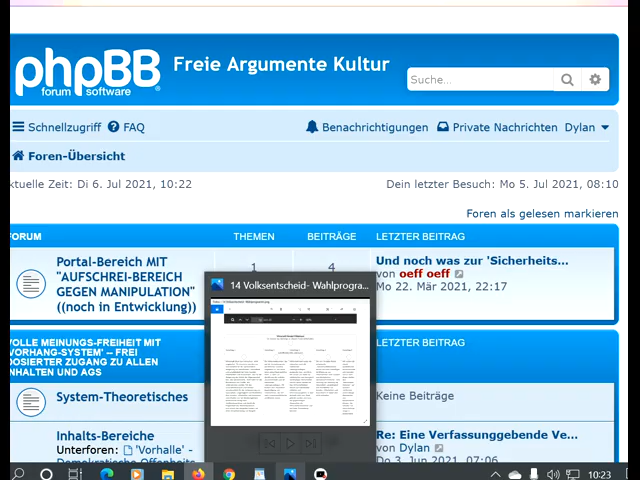 phpBB
forum software
Freie Argumente Kultur
Suche...
Schnellzugriff FAQ
Benachrichtigungen Private Nachrichten Dylan
Foren-Übersicht
ktuelle Zeit: Di 6. Jul 2021, 10:22
Dein letzter Besuch: Mo 5. Jul 2021, 08:10
Foren als gelesen markieren
FORUM THEMEN BEITRÄGE LETZTER BEITRAG
Portal-Bereich MIT
"AUFSCHREI-BEREICH
GEGEN MANIPULATION"
((noch in Entwicklung))
1 4
Und noch was zur 'Sicherheits...
von oeff oeff
Mo 22. Mär 2021, 22:17
14 Volksentscheid- Wahlprogra...
VOLLE MEINUNGS-FREIHEIT MIT
VORHANG-SYSTEM' – FREI
DOSIERTER ZUGANG ZU ALLEN
INHALTEN UND AGS
LETZTER BEITRAG
System-Theoretisches
Keine Beiträge
Inhalts-Bereiche
Unterforen: 'Vorhalle' -
Demokratische Offenheits
Re: Eine Verfassunggebende Ve...
von Dylan
Do 3. Jun 2021, 07:06
10:23